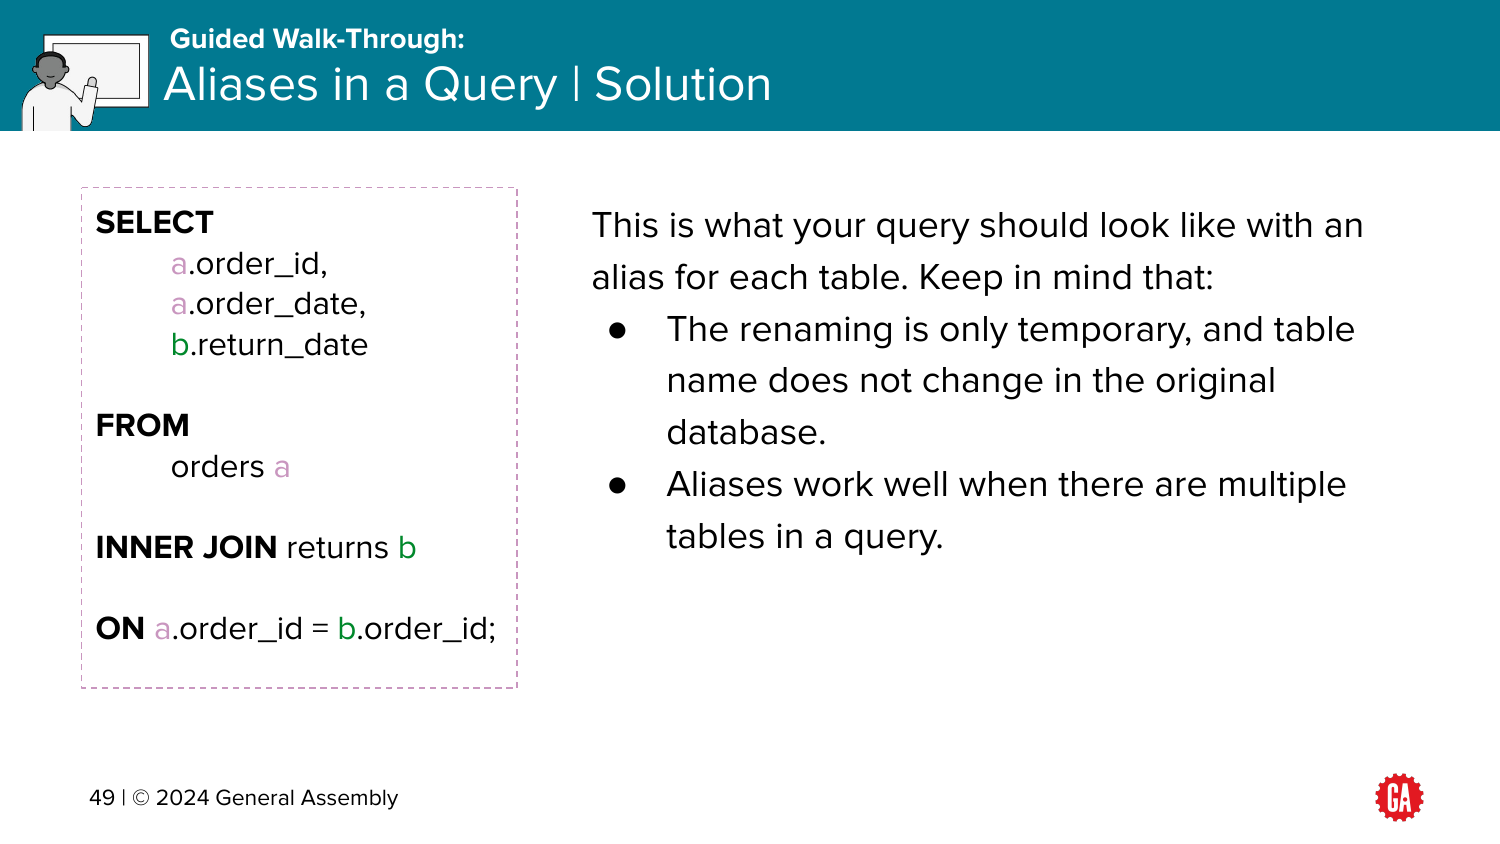 Guided Walk-Through:
Aliases in a Query | Solution
SELECT
a.order_id,
a.order_date,
b.return_date
FROM
orders a
INNER JOIN returns b
ON a.order_id = b.order_id;
This is what your query should look like with an
alias for each table. Keep in mind that:
● The renaming is only temporary, and table
name does not change in the original
database.
● Aliases work well when there are multiple
tables in a query.
49 | © 2024 General Assembly
GA